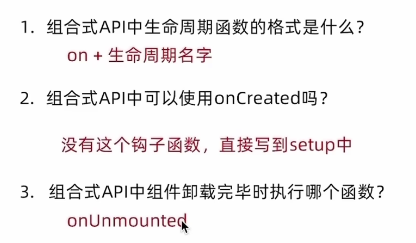 1. 组合式API中生命周期函数的格式是什么?
on + 生命周期名字
2. 组合式API中可以使用onCreated吗?
没有这个钩子函数，直接写到setup中
3. 组合式API中组件卸载完毕时执行哪个函数?
onUnmounted